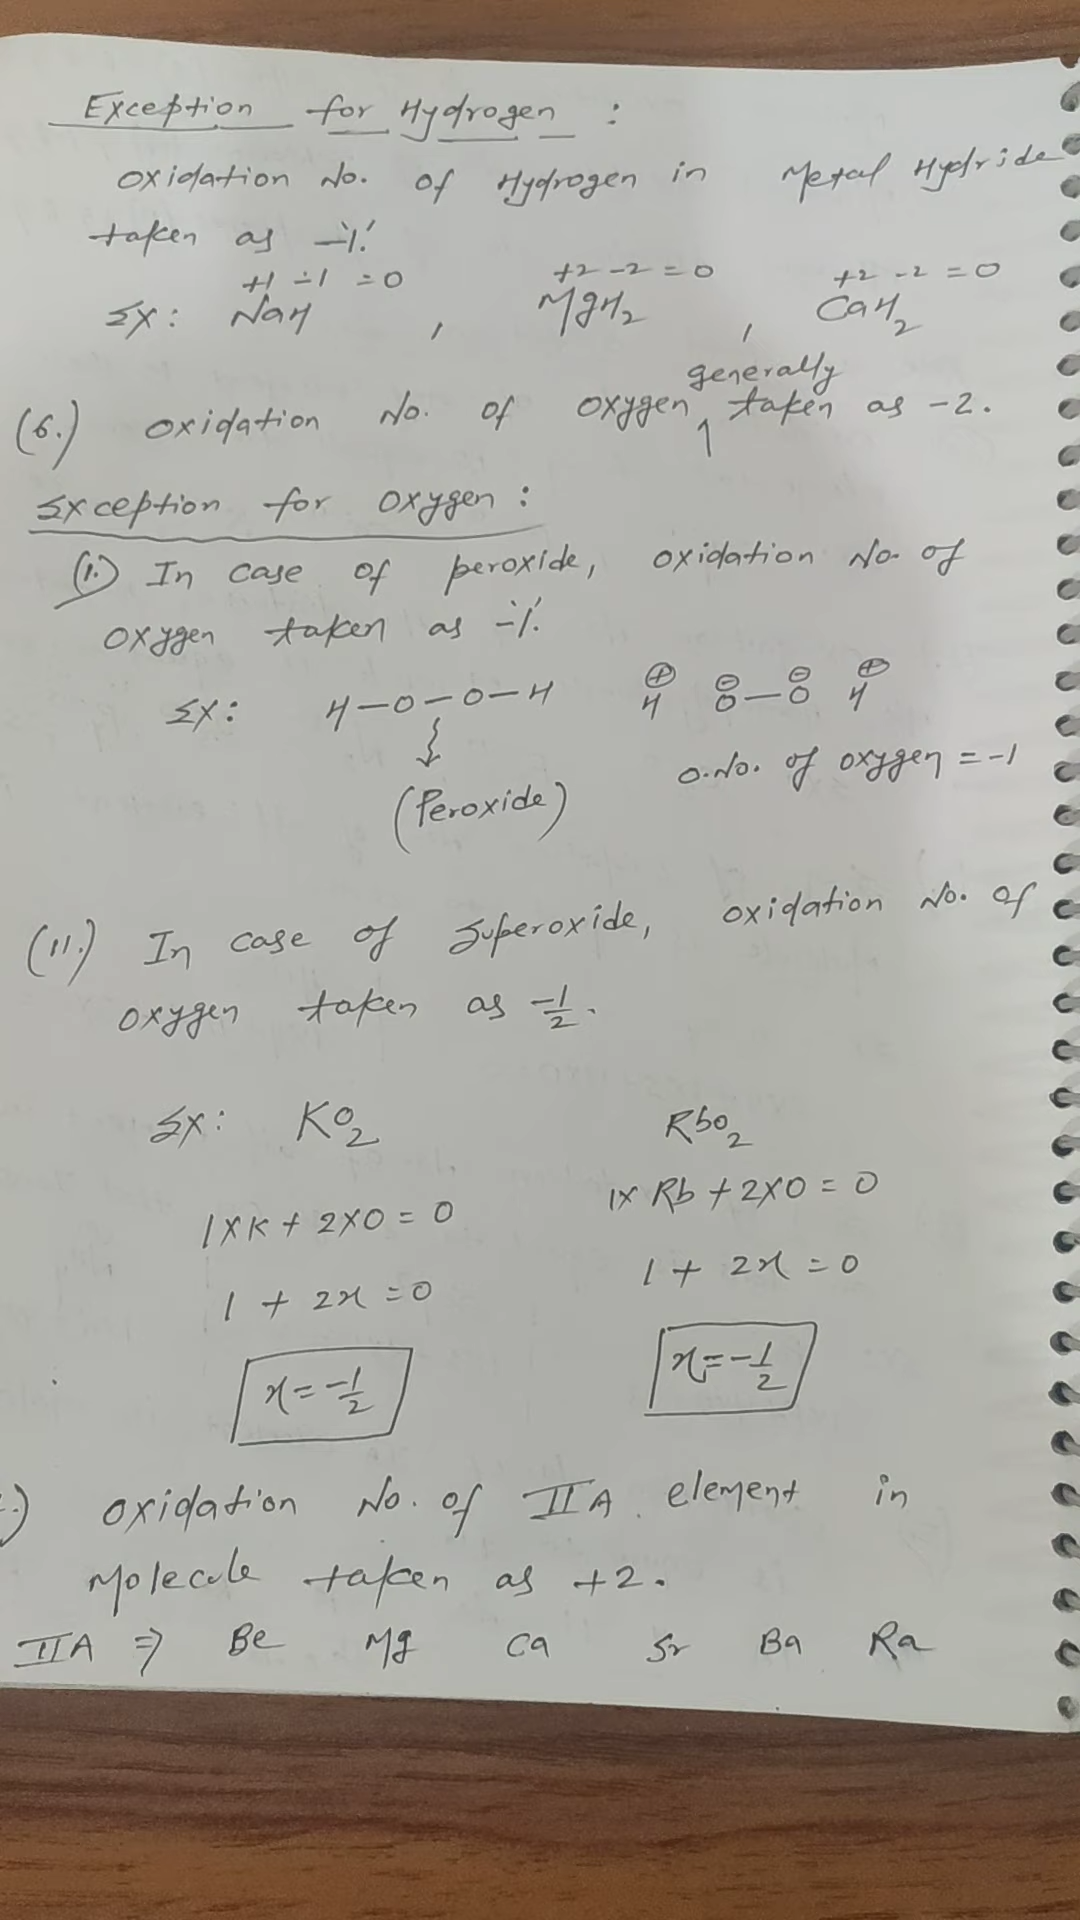 Exception for Hydrogen :
Oxidation No. of Hydrogen in Metal Hydride
taken as '-1'.
+1 -1 = 0 +2 -2 = 0 +2 -2 = 0
Ex: NaH , MgH₂ , CaH₂
generally
(6.) Oxidation No. of oxygen taken as -2.
Exception for oxygen :
(1.) In case of peroxide, oxidation No. of
oxygen taken as '-1'.
⊕ ⊖ ⊖ ⊕
Ex: H-O-O-H H O-O H
(Peroxide) O.No. of oxygen = -1
(11.) In case of Superoxide, oxidation No. of
oxygen taken as -1/2.
Ex: KO₂ RbO₂
1×K + 2×O = 0 1× Rb + 2×O = 0
1 + 2x = 0 1 + 2x = 0
x = -1/2 x = -1/2
.) Oxidation No. of IIA element in
Molecule taken as +2.
IIA ⇒ Be Mg Ca Sr Ba Ra